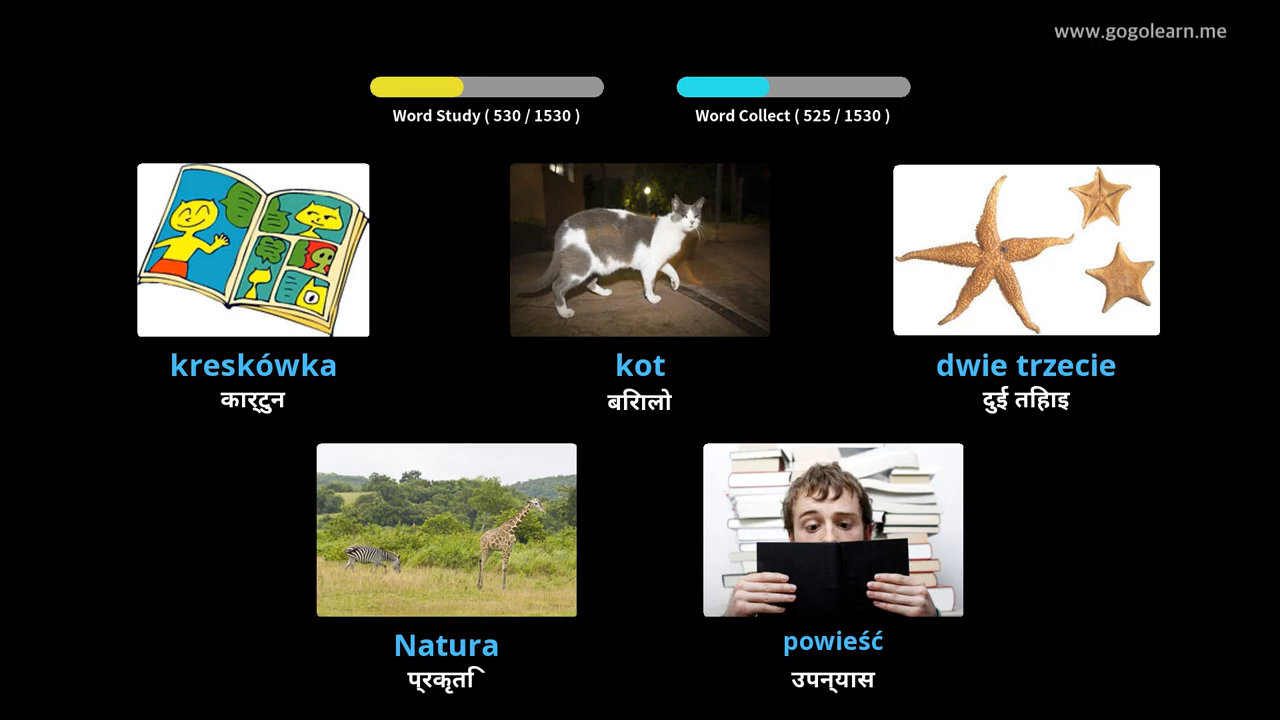 www.gogolearn.me
Word Study ( 530 / 1530 )
Word Collect ( 525 / 1530 )
kreskówka
कार्टुन
kot
बिरालो
dwie trzecie
दुई तिहाइ
Natura
प्रकृति
powieść
उपन्यास